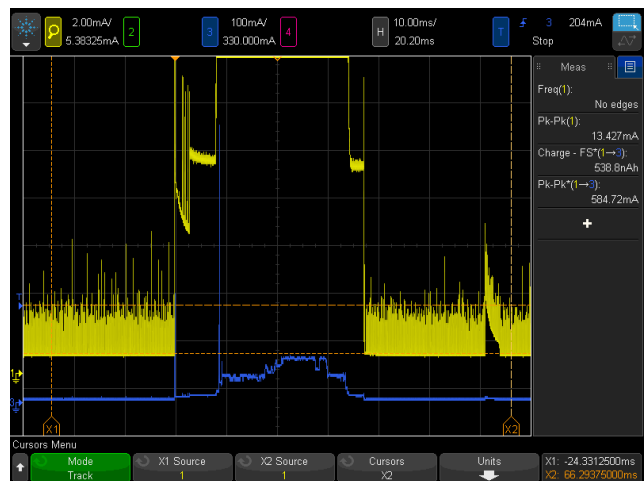 2.00mA/ 100mA/ 10.00ms/ 3 204mA
5.38325mA 2 3 330.000mA 4 H 20.20ms T Stop
Meas
Freq(1):
No edges
Pk-Pk(1):
13.427mA
Charge - FS*(1→3):
538.8nAh
Pk-Pk*(1→3):
584.72mA
T
1
3
X1 X2
Cursors Menu
Mode X1 Source X2 Source Cursors Units X1: -24.3312500ms
Track 1 1 X2 X2: 66.29375000ms